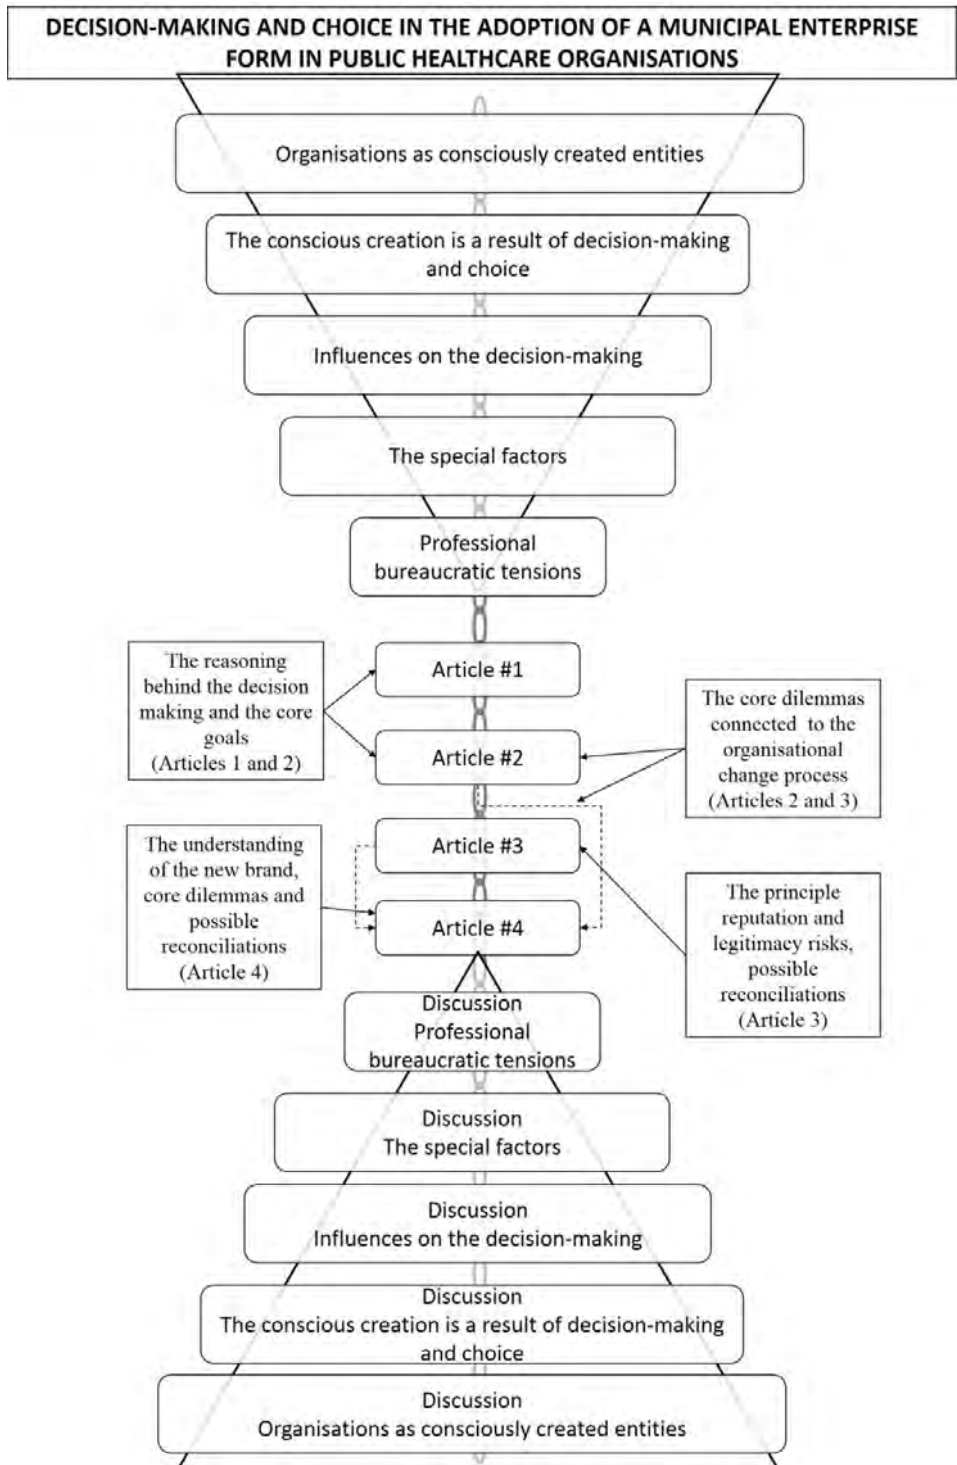 DECISION-MAKING AND CHOICE IN THE ADOPTION OF A MUNICIPAL ENTERPRISE
FORM IN PUBLIC HEALTHCARE ORGANISATIONS
Organisations as consciously created entities
The conscious creation is a result of decision-making
and choice
Influences on the decision-making
The special factors
Professional
bureaucratic tensions
The reasoning
behind the decision
making and the core
goals
(Articles 1 and 2)
Article #1
Article #2
The core dilemmas
connected to the
organisational
change process
(Articles 2 and 3)
The understanding
of the new brand,
core dilemmas and
possible
reconciliations
(Article 4)
Article #3
Article #4
The principle
reputation and
legitimacy risks,
possible
reconciliations
(Article 3)
Discussion
Professional
bureaucratic tensions
Discussion
The special factors
Discussion
Influences on the decision-making
Discussion
The conscious creation is a result of decision-making
and choice
Discussion
Organisations as consciously created entities